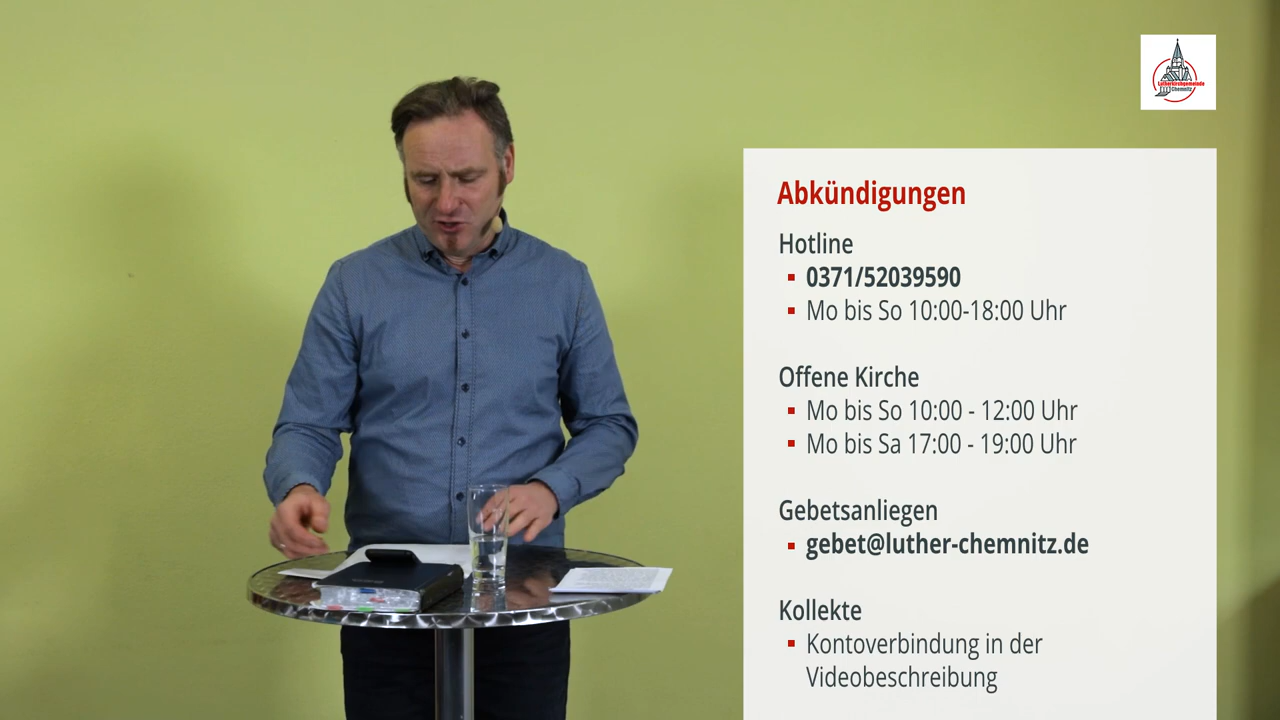 Lutherkirchgemeinde
Chemnitz
Abkündigungen
Hotline
0371/52039590
Mo bis So 10:00-18:00 Uhr
Offene Kirche
Mo bis So 10:00 - 12:00 Uhr
Mo bis Sa 17:00 - 19:00 Uhr
Gebetsanliegen
gebet@luther-chemnitz.de
Kollekte
Kontoverbindung in der
Videobeschreibung